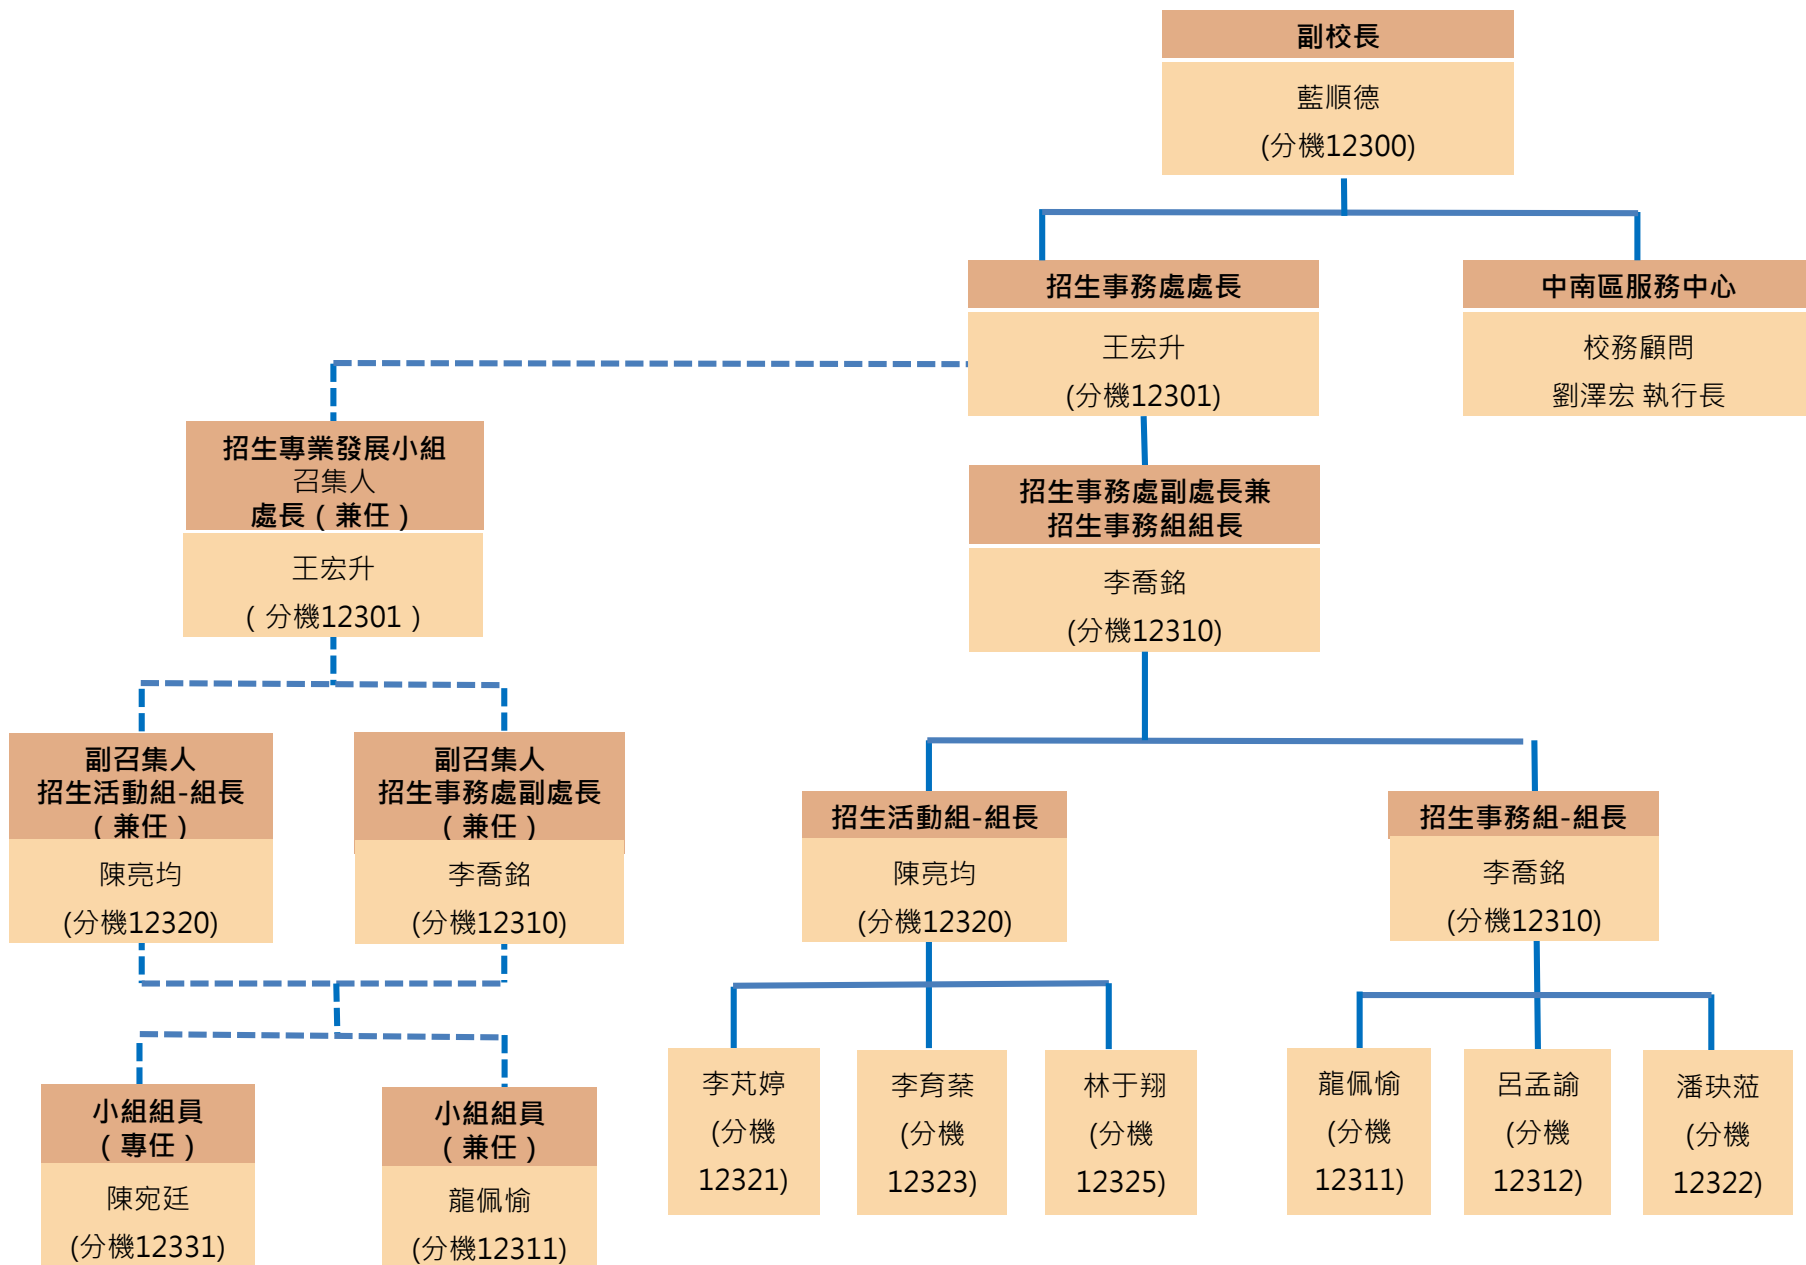 副校長
藍順德
(分機12300)
招生事務處處長
王宏升
(分機12301)
中南區服務中心
校務顧問
劉澤宏 執行長
招生專業發展小組
召集人
處長（兼任）
王宏升
（分機12301）
招生事務處副處長兼
招生事務組組長
李喬銘
(分機12310)
副召集人
招生活動組-組長
（兼任）
陳亮均
(分機12320)
副召集人
招生事務處副處長
（兼任）
李喬銘
(分機12310)
招生活動組-組長
陳亮均
(分機12320)
招生事務組-組長
李喬銘
(分機12310)
小組組員
（專任）
陳宛廷
(分機12331)
小組組員
（兼任）
龍佩愉
(分機12311)
李芃婷
(分機
12321)
李育棻
(分機
12323)
林于翔
(分機
12325)
龍佩愉
(分機
12311)
呂孟諭
(分機
12312)
潘玦蒞
(分機
12322)